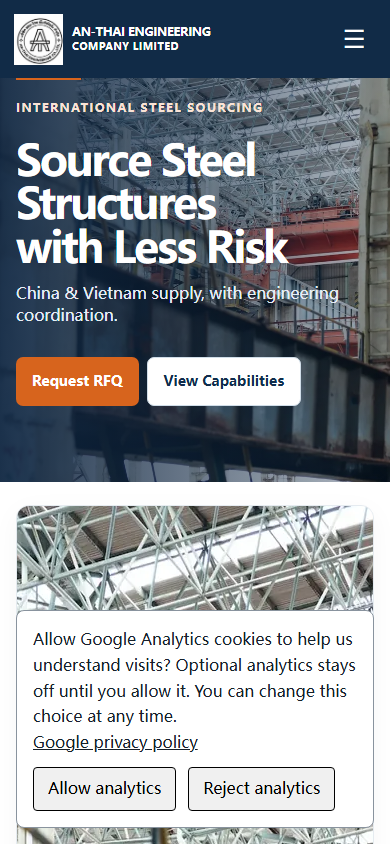 AN-THAI ENGINEERING
COMPANY LIMITED
INTERNATIONAL STEEL SOURCING
Source Steel
Structures
with Less Risk
China & Vietnam supply, with engineering
coordination.
Request RFQ
View Capabilities
Allow Google Analytics cookies to help us
understand visits? Optional analytics stays
off until you allow it. You can change this
choice at any time.
Google privacy policy
Allow analytics
Reject analytics